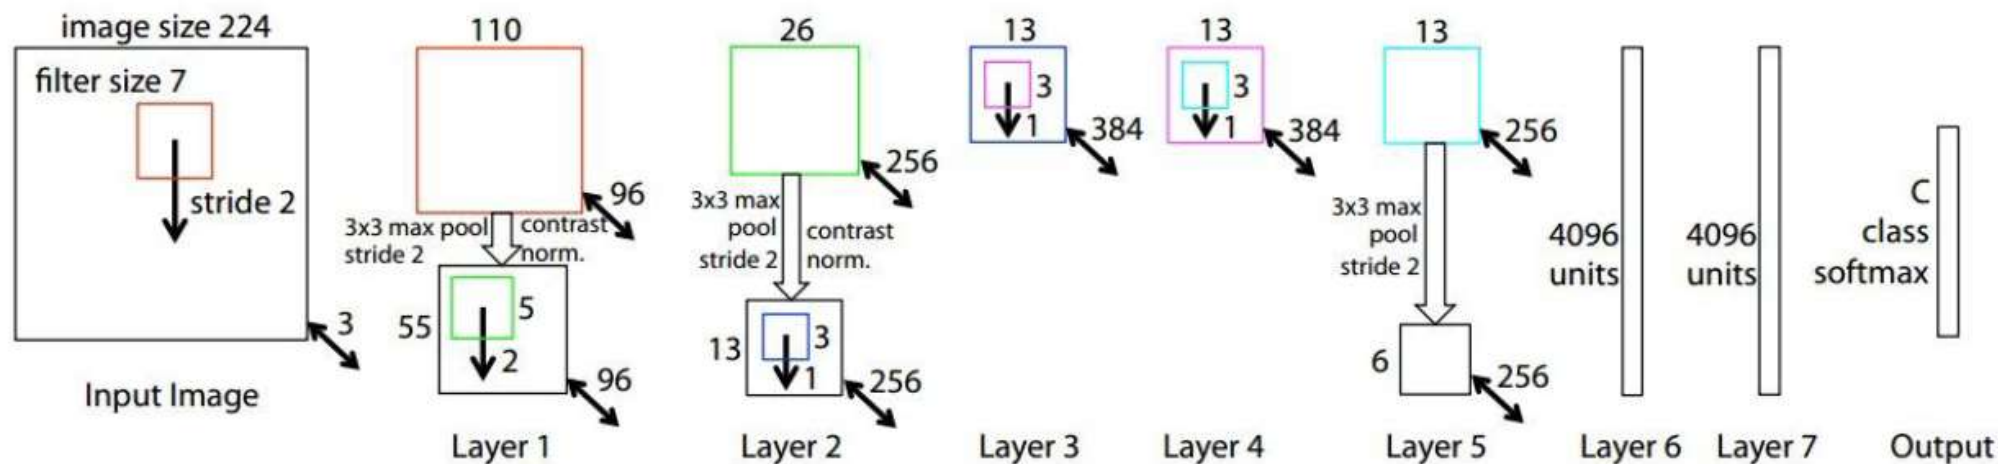 image size 224
filter size 7
stride 2
3
Input Image
110
96
3x3 max pool
stride 2
contrast
norm.
55
5
2
96
Layer 1
26
256
3x3 max
pool
stride 2
contrast
norm.
13
3
1
256
Layer 2
13
3
1
384
Layer 3
13
3
1
384
Layer 4
13
256
3x3 max
pool
stride 2
6
256
Layer 5
4096
units
Layer 6
4096
units
Layer 7
C
class
softmax
Output